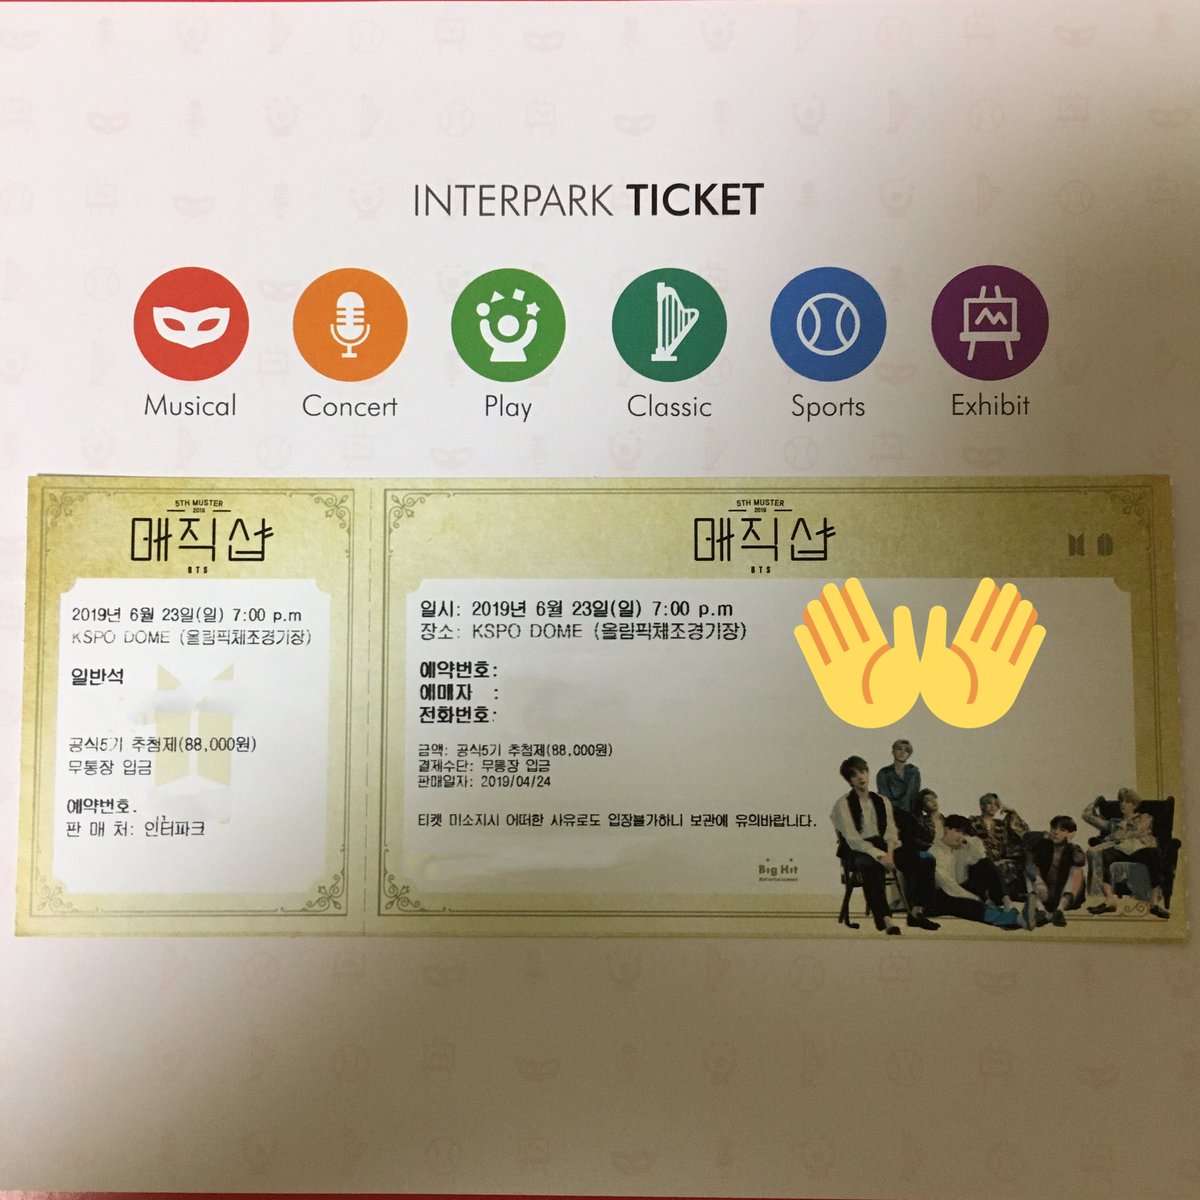 INTERPARK TICKET
Musical
Concert
Play
Classic
Sports
Exhibit
5TH MUSTER
2019
매직샵
BTS
2019년 6월 23일(일) 7:00 p.m
KSPO DOME (올림픽체조경기장)
일반석
공식5기 추첨제(88,000원)
무통장 입금
예약번호.
판 매 처: 인터파크
5TH MUSTER
2019
매직샵
BTS
일시: 2019년 6월 23일(일) 7:00 p.m
장소: KSPO DOME (올림픽체조경기장)
예약번호:
예매자 :
전화번호:
금액: 공식5기 추첨제(88,000원)
결제수단: 무통장 입금
판매일자: 2019/04/24
티켓 미소지시 어떠한 사유로도 입장불가하니 보관에 유의바랍니다.
Big Hit
Entertainment